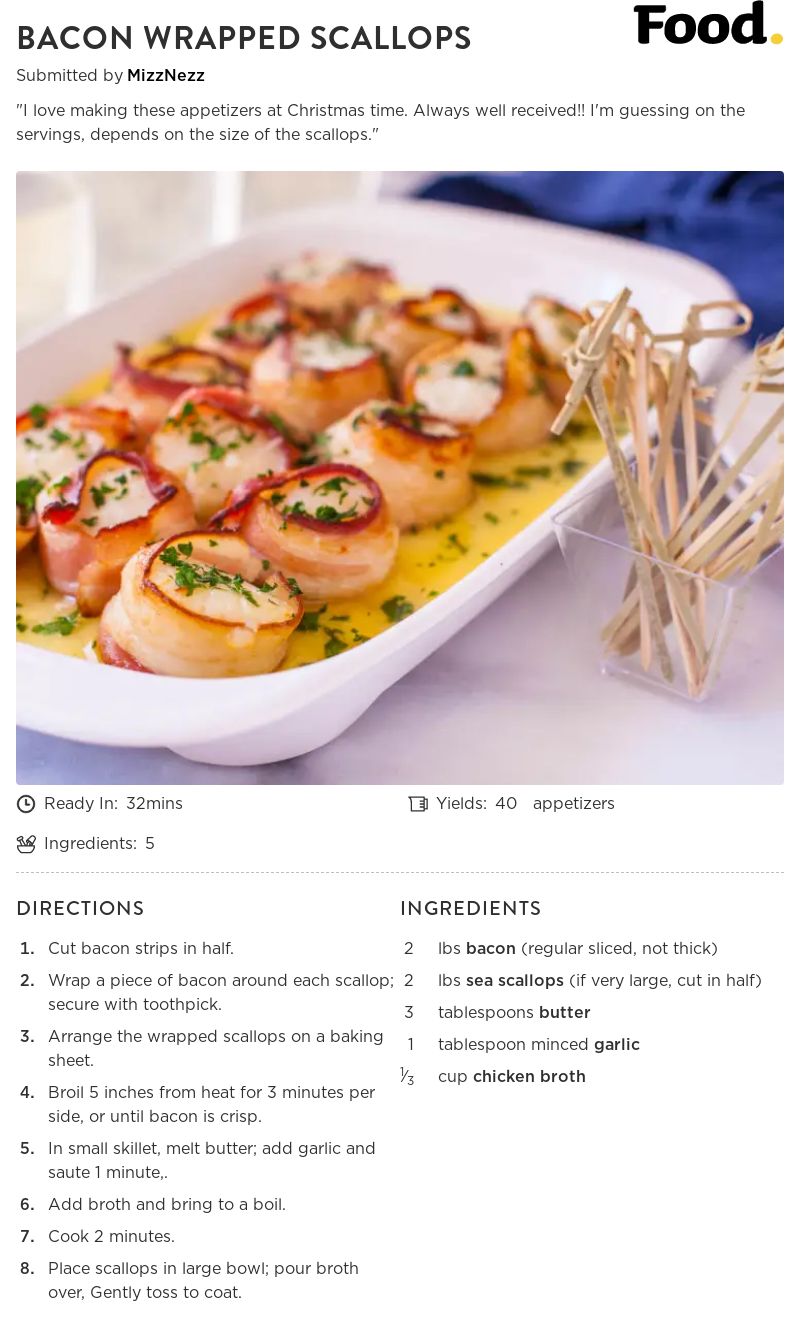 BACON WRAPPED SCALLOPS
Food.
Submitted by MizzNezz
"I love making these appetizers at Christmas time. Always well received!! I'm guessing on the
servings, depends on the size of the scallops."
Ready In: 32mins
Yields: 40 appetizers
Ingredients: 5
DIRECTIONS
1. Cut bacon strips in half.
2. Wrap a piece of bacon around each scallop;
secure with toothpick.
3. Arrange the wrapped scallops on a baking
sheet.
4. Broil 5 inches from heat for 3 minutes per
side, or until bacon is crisp.
5. In small skillet, melt butter; add garlic and
saute 1 minute,.
6. Add broth and bring to a boil.
7. Cook 2 minutes.
8. Place scallops in large bowl; pour broth
over, Gently toss to coat.
INGREDIENTS
2 lbs bacon (regular sliced, not thick)
2 lbs sea scallops (if very large, cut in half)
3 tablespoons butter
1 tablespoon minced garlic
1⁄3 cup chicken broth